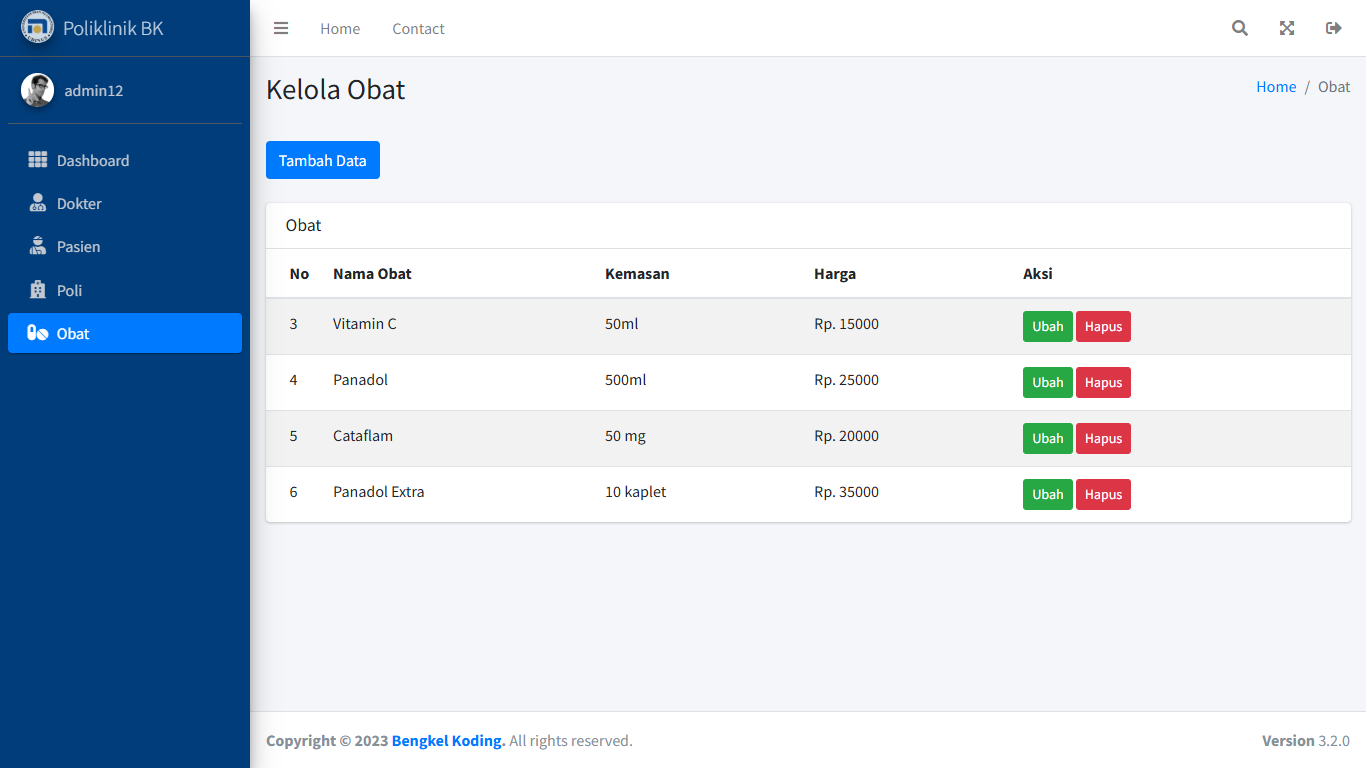 Poliklinik BK
Home Contact
admin12
Dashboard
Dokter
Pasien
Poli
Obat
Kelola Obat
Home / Obat
Tambah Data
Obat
No Nama Obat Kemasan Harga Aksi
3 Vitamin C 50ml Rp. 15000 Ubah Hapus
4 Panadol 500ml Rp. 25000 Ubah Hapus
5 Cataflam 50 mg Rp. 20000 Ubah Hapus
6 Panadol Extra 10 kaplet Rp. 35000 Ubah Hapus
Copyright © 2023 Bengkel Koding. All rights reserved.
Version 3.2.0